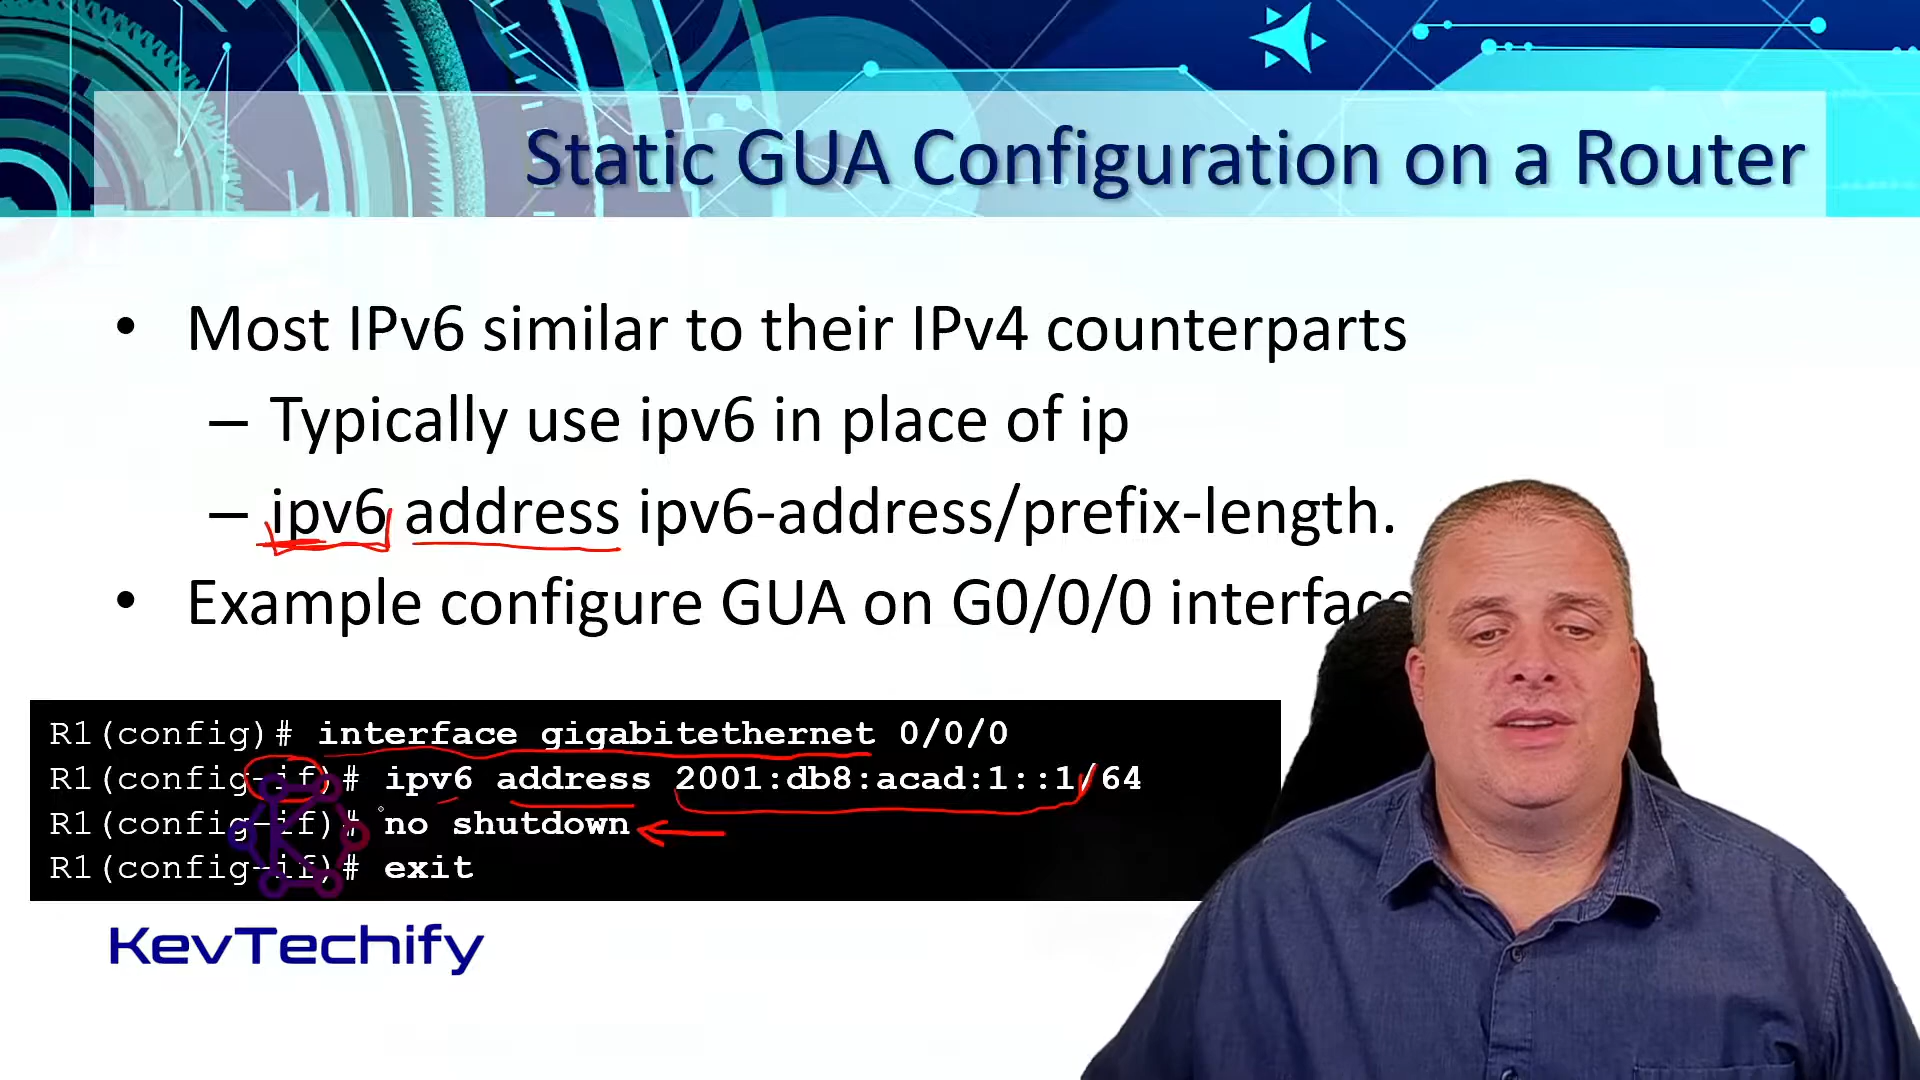 Static GUA Configuration on a Router
• Most IPv6 similar to their IPv4 counterparts
– Typically use ipv6 in place of ip
– ipv6 address ipv6-address/prefix-length.
• Example configure GUA on G0/0/0 interface
R1(config)# interface gigabitethernet 0/0/0
R1(config-if)# ipv6 address 2001:db8:acad:1::1/64
R1(config-if)# no shutdown
R1(config-if)# exit
KevTechify